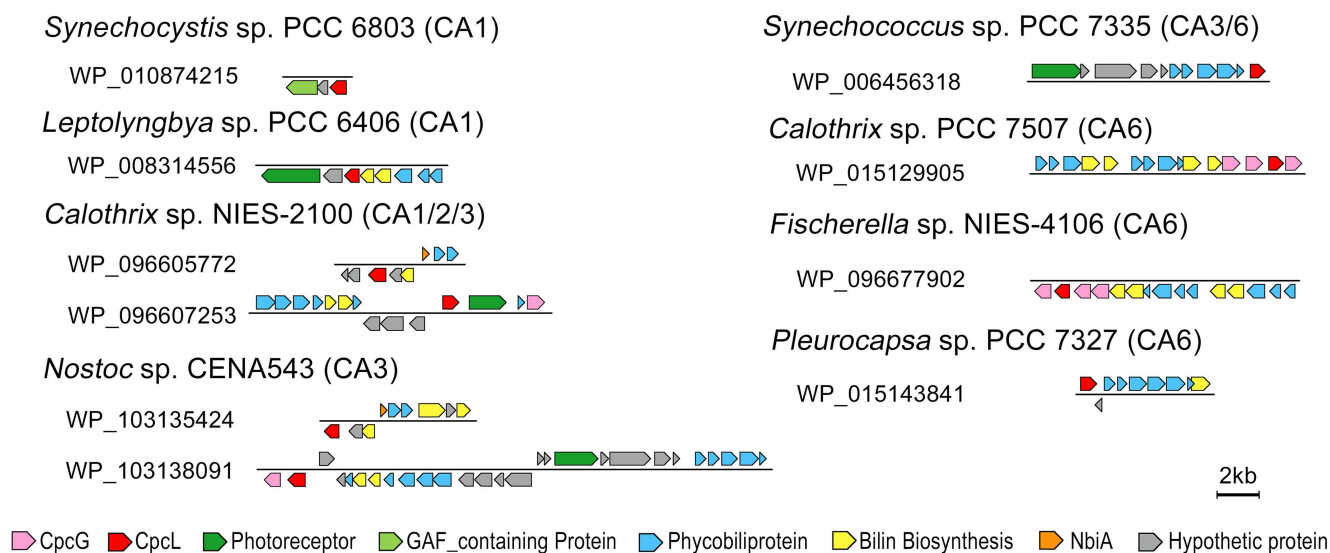 Synechocystis sp. PCC 6803 (CA1)
WP_010874215
Leptolyngbya sp. PCC 6406 (CA1)
WP_008314556
Calothrix sp. NIES-2100 (CA1/2/3)
WP_096605772
WP_096607253
Nostoc sp. CENA543 (CA3)
WP_103135424
WP_103138091
Synechococcus sp. PCC 7335 (CA3/6)
WP_006456318
Calothrix sp. PCC 7507 (CA6)
WP_015129905
Fischerella sp. NIES-4106 (CA6)
WP_096677902
Pleurocapsa sp. PCC 7327 (CA6)
WP_015143841
2kb
CpcG CpcL Photoreceptor GAF_containing Protein Phycobiliprotein Bilin Biosynthesis NbiA Hypothetic protein